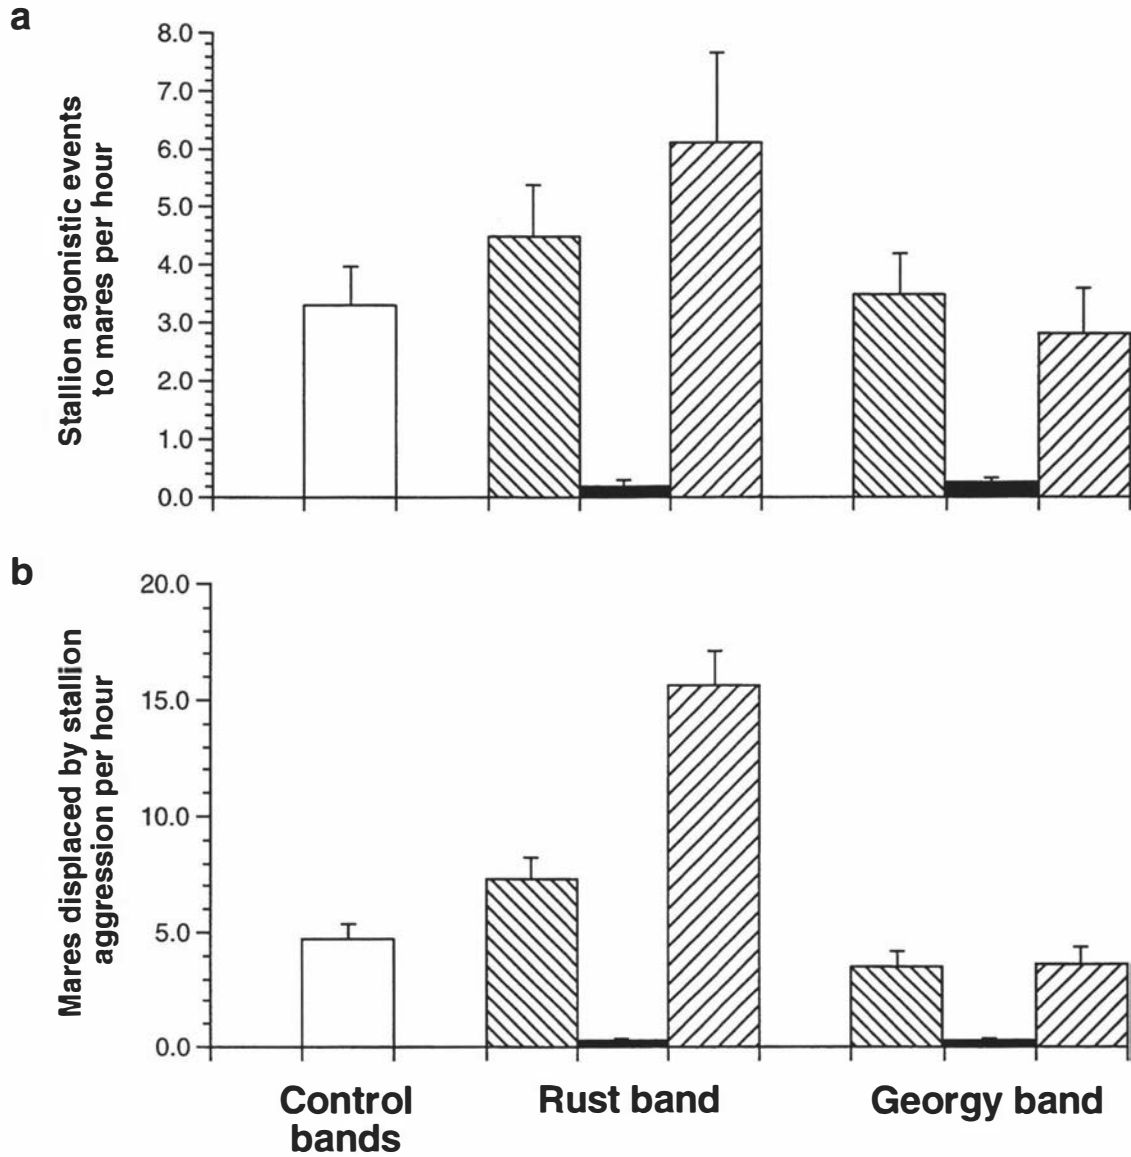 a
8.0
7.0
6.0
5.0
4.0
3.0
2.0
1.0
0.0
Stallion agonistic events
to mares per hour
b
20.0
15.0
10.0
5.0
0.0
Mares displaced by stallion
aggression per hour
Control
bands
Rust band
Georgy band